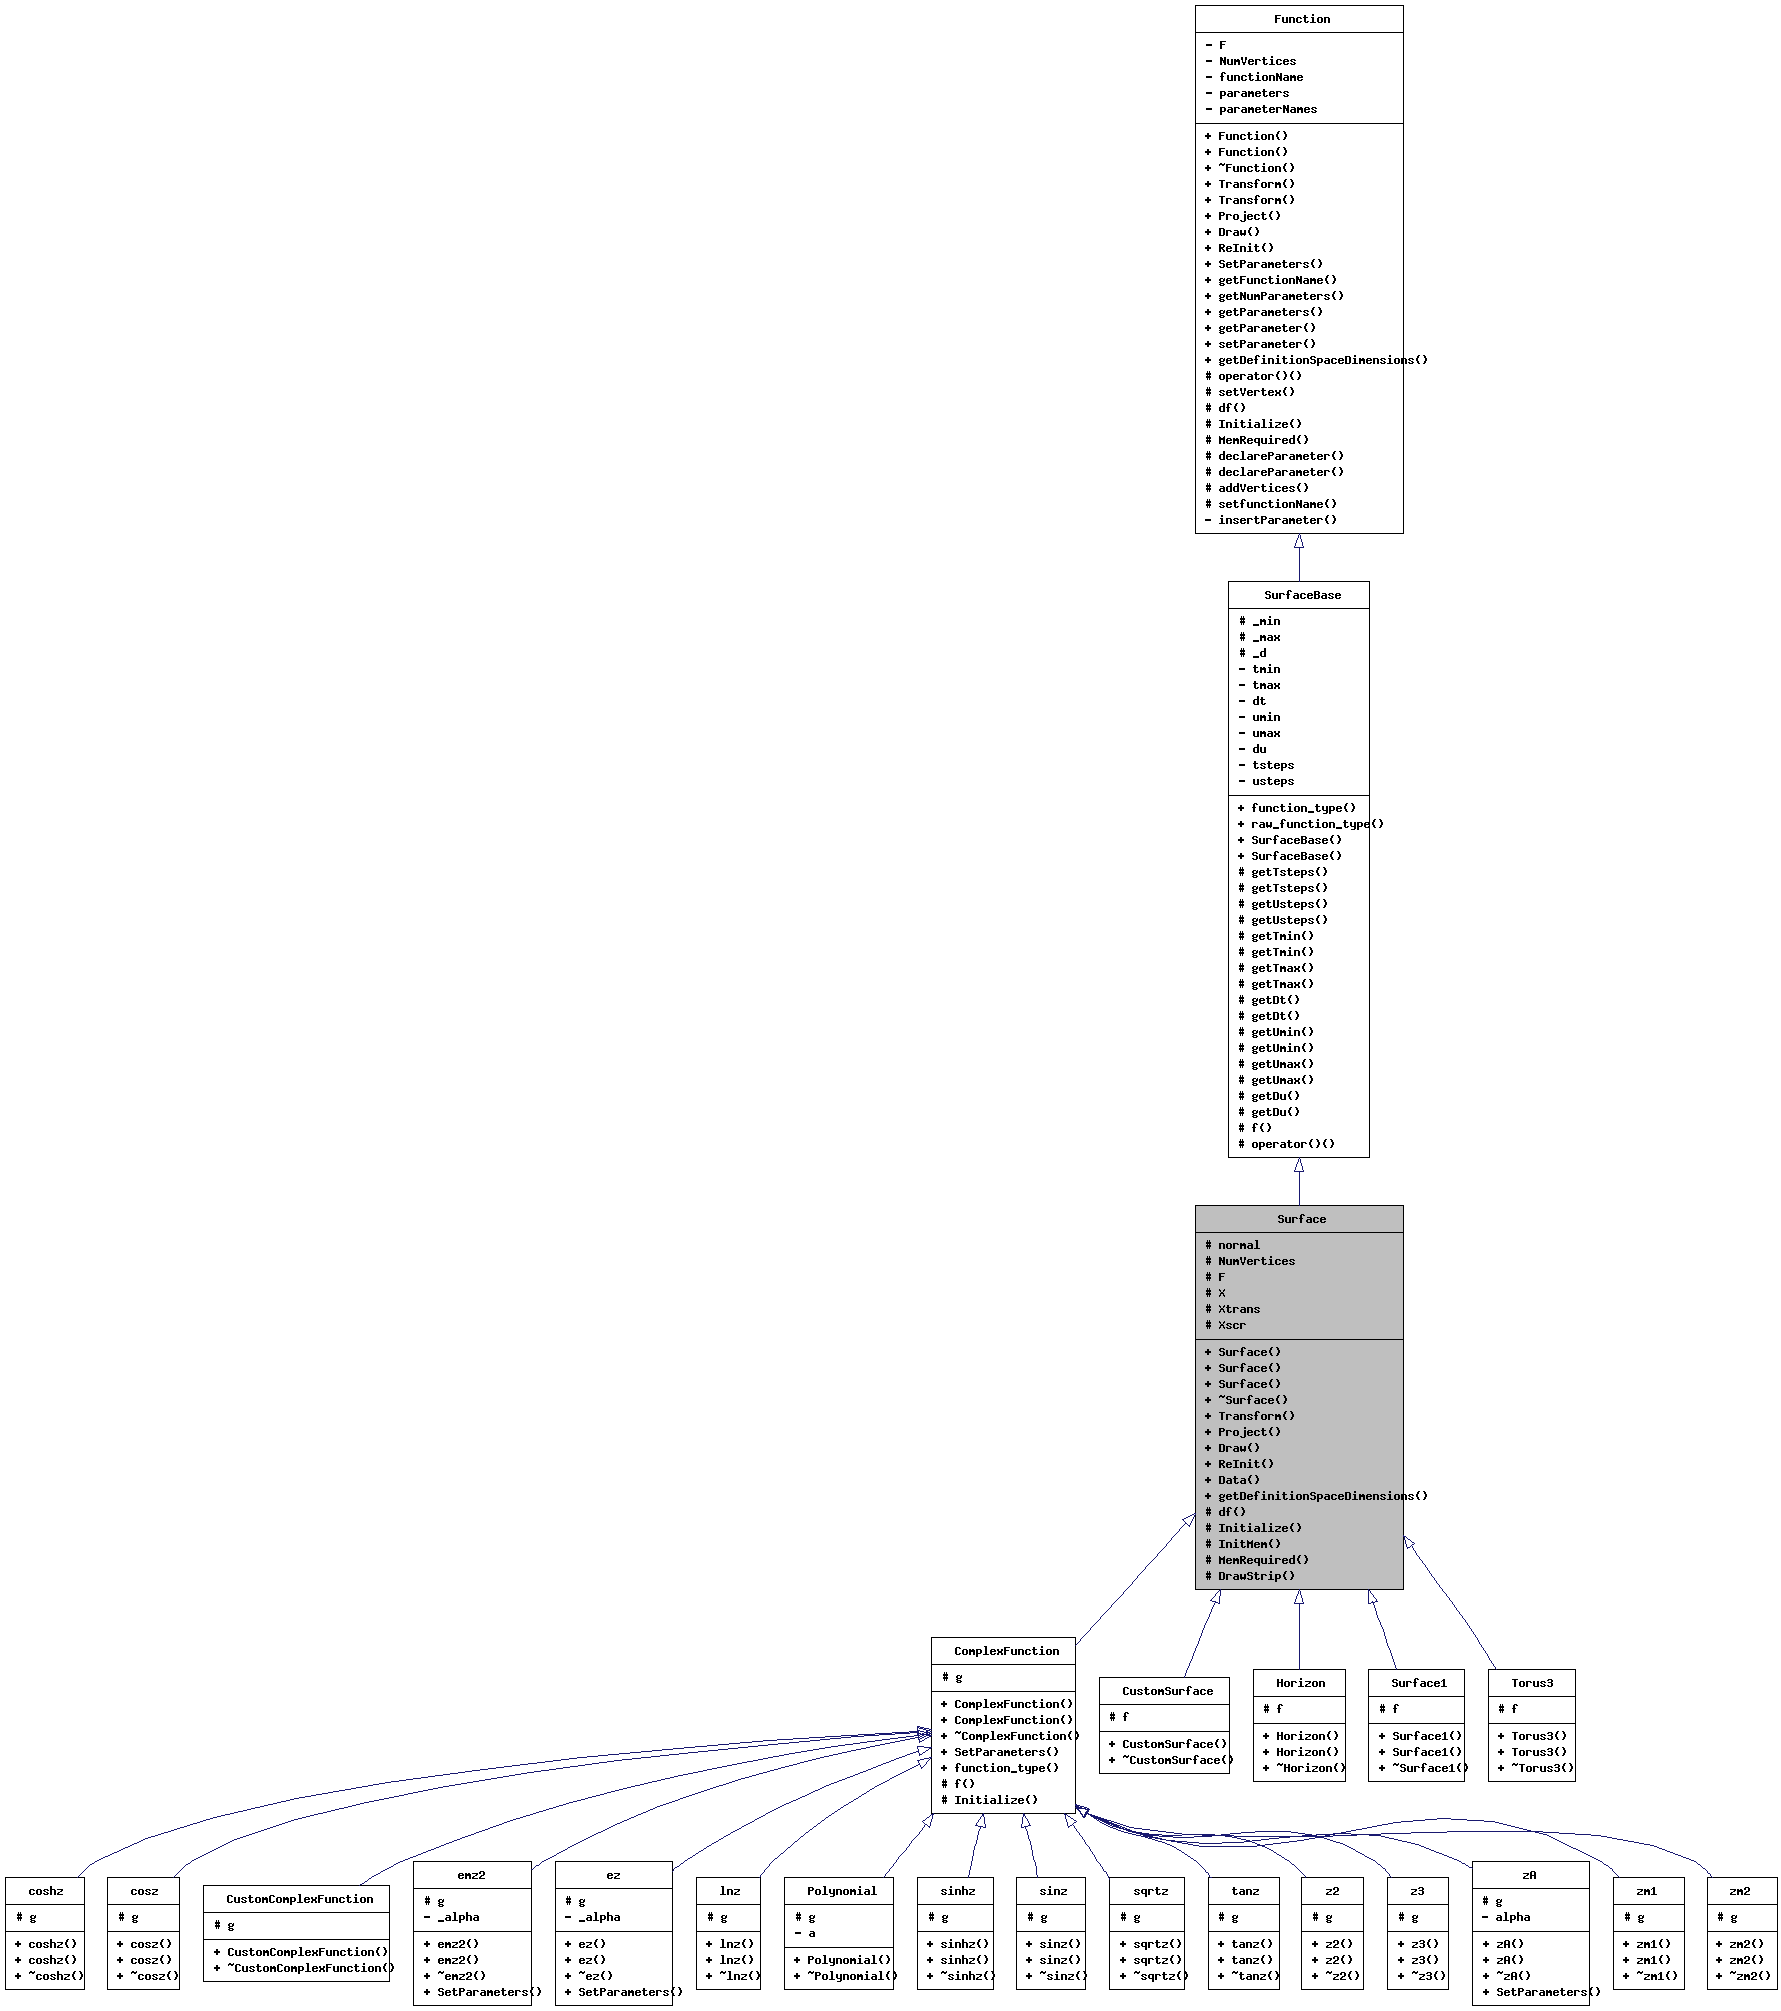 Function
- F
- NumVertices
- functionName
- parameters
- parameterNames
+ Function()
+ Function()
+ ~Function()
+ Transform()
+ Transform()
+ Project()
+ Draw()
+ ReInit()
+ SetParameters()
+ getFunctionName()
+ getNumParameters()
+ getParameters()
+ getParameter()
+ setParameter()
+ getDefinitionSpaceDimensions()
# operator()()
# setVertex()
# df()
# Initialize()
# MemRequired()
# declareParameter()
# declareParameter()
# addVertices()
# setfunctionName()
- insertParameter()
SurfaceBase
# _min
# _max
# _d
- tmin
- tmax
- dt
- umin
- umax
- du
- tsteps
- usteps
+ function_type()
+ raw_function_type()
+ SurfaceBase()
+ SurfaceBase()
# getTsteps()
# getTsteps()
# getUsteps()
# getUsteps()
# getTmin()
# getTmin()
# getTmax()
# getTmax()
# getDt()
# getDt()
# getUmin()
# getUmin()
# getUmax()
# getUmax()
# getDu()
# getDu()
# f()
# operator()()
Surface
# normal
# NumVertices
# F
# X
# Xtrans
# Xscr
+ Surface()
+ Surface()
+ Surface()
+ ~Surface()
+ Transform()
+ Project()
+ Draw()
+ ReInit()
+ Data()
+ getDefinitionSpaceDimensions()
# df()
# Initialize()
# InitMem()
# MemRequired()
# DrawStrip()
ComplexFunction
# g
+ ComplexFunction()
+ ComplexFunction()
+ ~ComplexFunction()
+ SetParameters()
+ function_type()
# f()
# Initialize()
CustomSurface
# f
+ CustomSurface()
+ ~CustomSurface()
Horizon
# f
+ Horizon()
+ Horizon()
+ ~Horizon()
Surface1
# f
+ Surface1()
+ Surface1()
+ ~Surface1()
Torus3
# f
+ Torus3()
+ Torus3()
+ ~Torus3()
coshz
# g
+ coshz()
+ coshz()
+ ~coshz()
cosz
# g
+ cosz()
+ cosz()
+ ~cosz()
CustomComplexFunction
# g
+ CustomComplexFunction()
+ ~CustomComplexFunction()
emz2
# g
- _alpha
+ emz2()
+ emz2()
+ ~emz2()
+ SetParameters()
ez
# g
- _alpha
+ ez()
+ ez()
+ ~ez()
+ SetParameters()
lnz
# g
+ lnz()
+ lnz()
+ ~lnz()
Polynomial
# g
- a
+ Polynomial()
+ ~Polynomial()
sinhz
# g
+ sinhz()
+ sinhz()
+ ~sinhz()
sinz
# g
+ sinz()
+ sinz()
+ ~sinz()
sqrtz
# g
+ sqrtz()
+ sqrtz()
+ ~sqrtz()
tanz
# g
+ tanz()
+ tanz()
+ ~tanz()
z2
# g
+ z2()
+ z2()
+ ~z2()
z3
# g
+ z3()
+ z3()
+ ~z3()
zA
# g
- alpha
+ zA()
+ zA()
+ ~zA()
+ SetParameters()
zm1
# g
+ zm1()
+ zm1()
+ ~zm1()
zm2
# g
+ zm2()
+ zm2()
+ ~zm2()